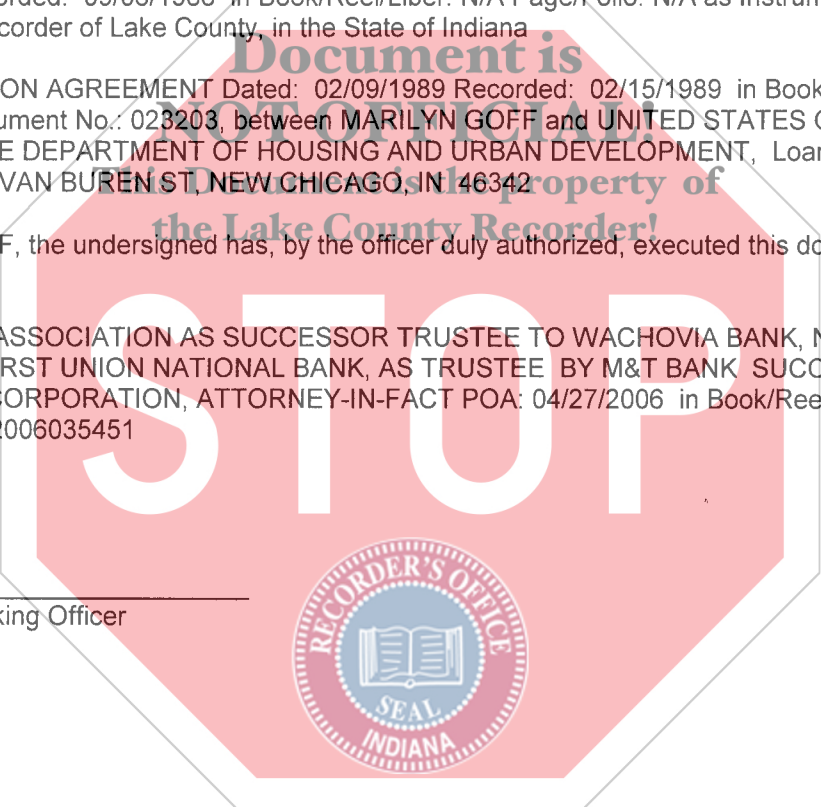 orded: 09/06/1986 in Book/Reel/Liber: N/A Page/Folio: N/A as Instrum
corder of Lake County, in the State of Indiana
Document is
ON AGREEMENT Dated: 02/09/1989 Recorded: 02/15/1989 in Book
NOT OFFICIAL!
ument No.: 023203, between MARILYN GOFF and UNITED STATES
E DEPARTMENT OF HOUSING AND URBAN DEVELOPMENT, Loan
VAN BUREN ST, NEW CHICAGO, IN 46342
This Document is the property of
the Lake County Recorder!
F, the undersigned has, by the officer duly authorized, executed this do
STOP
ASSOCIATION AS SUCCESSOR TRUSTEE TO WACHOVIA BANK, N
RST UNION NATIONAL BANK, AS TRUSTEE BY M&T BANK SUCC
CORPORATION, ATTORNEY-IN-FACT POA: 04/27/2006 in Book/Ree
2006035451
king Officer
RECORDER'S OFFICE
SEAL
INDIANA